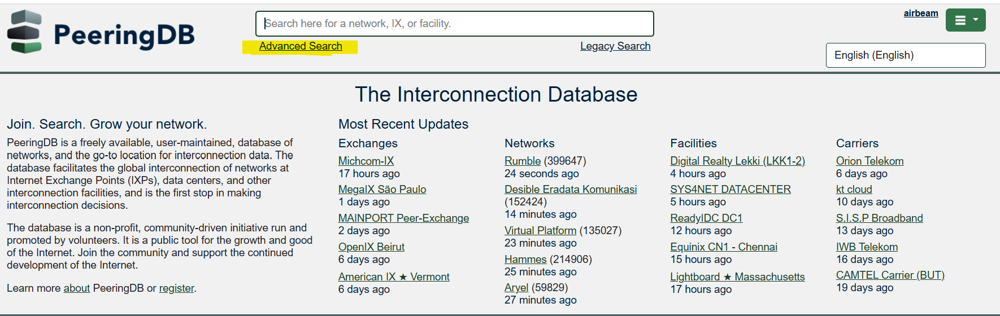 PeeringDB
Search here for a network, IX, or facility.
Advanced Search
Legacy Search
airbeam
English (English)
The Interconnection Database
Join. Search. Grow your network.
PeeringDB is a freely available, user-maintained, database of
networks, and the go-to location for interconnection data. The
database facilitates the global interconnection of networks at
Internet Exchange Points (IXPs), data centers, and other
interconnection facilities, and is the first stop in making
interconnection decisions.
The database is a non-profit, community-driven initiative run and
promoted by volunteers. It is a public tool for the growth and good
of the Internet. Join the community and support the continued
development of the Internet.
Learn more about PeeringDB or register.
Most Recent Updates
Exchanges
Michcom-IX
17 hours ago
MegaIX São Paulo
1 days ago
MAINPORT Peer-Exchange
2 days ago
OpenIX Beirut
6 days ago
American IX ★ Vermont
6 days ago
Networks
Rumble (399647)
24 seconds ago
Desible Eradata Komunikasi
(152424)
14 minutes ago
Virtual Platform (135027)
23 minutes ago
Hammes (214906)
25 minutes ago
Aryel (59829)
27 minutes ago
Facilities
Digital Realty Lekki (LKK1-2)
4 hours ago
SYS4NET DATACENTER
5 hours ago
ReadyIDC DC1
12 hours ago
Equinix CN1 - Chennai
15 hours ago
Lightboard ★ Massachusetts
17 hours ago
Carriers
Orion Telekom
6 days ago
kt cloud
10 days ago
S.I.S.P Broadband
13 days ago
IWB Telekom
16 days ago
CAMTEL Carrier (BUT)
19 days ago